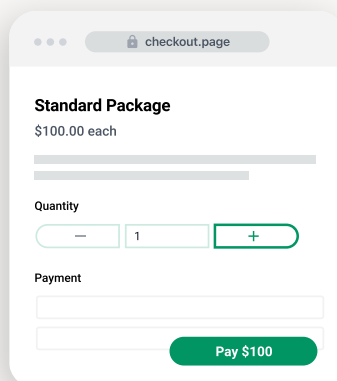 checkout.page
Standard Package
$100.00 each
Quantity
— 1 +
Payment
Pay $100